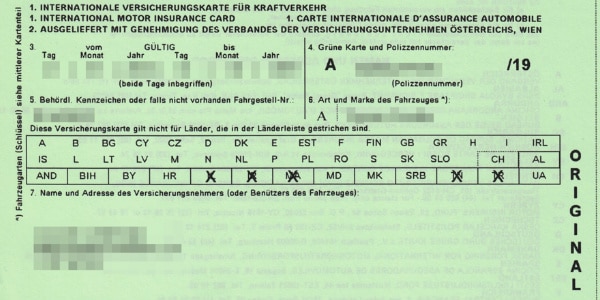 1. INTERNATIONALE VERSICHERUNGSKARTE FÜR KRAFTVERKEHR
1. INTERNATIONAL MOTOR INSURANCE CARD 1. CARTE INTERNATIONALE D'ASSURANCE AUTOMOBILE
2. AUSGELIEFERT MIT GENEHMIGUNG DES VERBANDES DER VERSICHERUNGSUNTERNEHMEN ÖSTERREICHS, WIEN
3. vom GÜLTIG bis
Tag Monat Jahr Tag Monat Jahr
(beide Tage inbegriffen)
4. Grüne Karte und Polizzennummer:
A /19
(Polizzennummer)
5. Behördl. Kennzeichen oder falls nicht vorhanden Fahrgestell-Nr.:
6. Art und Marke des Fahrzeuges *):
A
Diese Versicherungskarte gilt nicht für Länder, die in der Länderleiste gestrichen sind.
A B BG CY CZ D DK E EST F FIN GB GR H I IRL
IS L LT LV M N NL P PL RO S SK SLO CH AL
AND BIH BY HR MD MK SRB UA
7. Name und Adresse des Versicherungsnehmers (oder Benützers des Fahrzeuges):
*) Fahrzeugarten (Schlüssel) siehe mittlerer Kartenteil
ORIGINAL